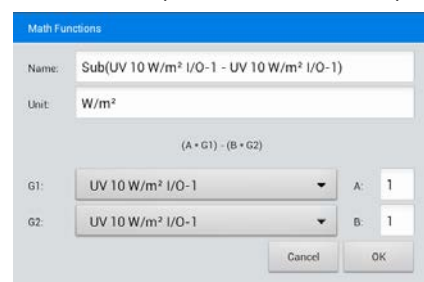 Math Functions
Name: Sub(UV 10 W/m² I/O-1 - UV 10 W/m² I/O-1)
Unit: W/m²
(A * G1) - (B * G2)
G1: UV 10 W/m² I/O-1 A: 1
G2: UV 10 W/m² I/O-1 B: 1
Cancel OK